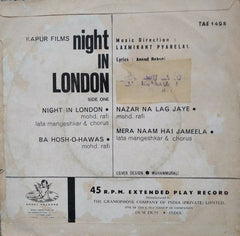 TAE 1408
KAPUR FILMS
night
IN
LONDON
Music Direction :
LAXMIKANT PYARELAL
Lyrics : Anand Bakshi
SIDE ONE
NIGHT IN LONDON •
mohd. rafi
lata mangeshkar & chorus
BA HOSH-O-HAWAS •
mohd. rafi
• NAZAR NA LAG JAYE
mohd. rafi
• MERA NAAM HAI JAMEELA
lata mangeshkar & chorus
COVER DESIGN
45 R.P.M. EXTENDED PLAY RECORD
THE GRAMOPHONE COMPANY OF INDIA (PRIVATE) LIMITED.
DUM DUM • INDIA